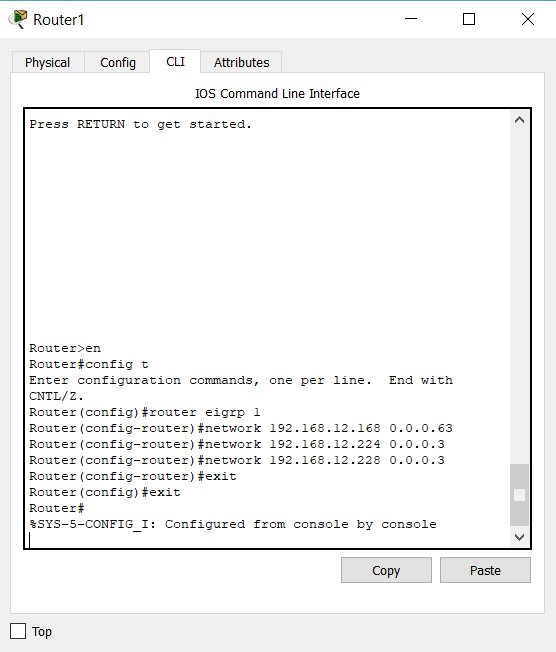 Router1
Physical Config CLI Attributes
IOS Command Line Interface
Press RETURN to get started.
Router>en
Router#config t
Enter configuration commands, one per line.  End with
CNTL/Z.
Router(config)#router eigrp 1
Router(config-router)#network 192.168.12.168 0.0.0.63
Router(config-router)#network 192.168.12.224 0.0.0.3
Router(config-router)#network 192.168.12.228 0.0.0.3
Router(config-router)#exit
Router(config)#exit
Router#
%SYS-5-CONFIG_I: Configured from console by console
Copy Paste
Top